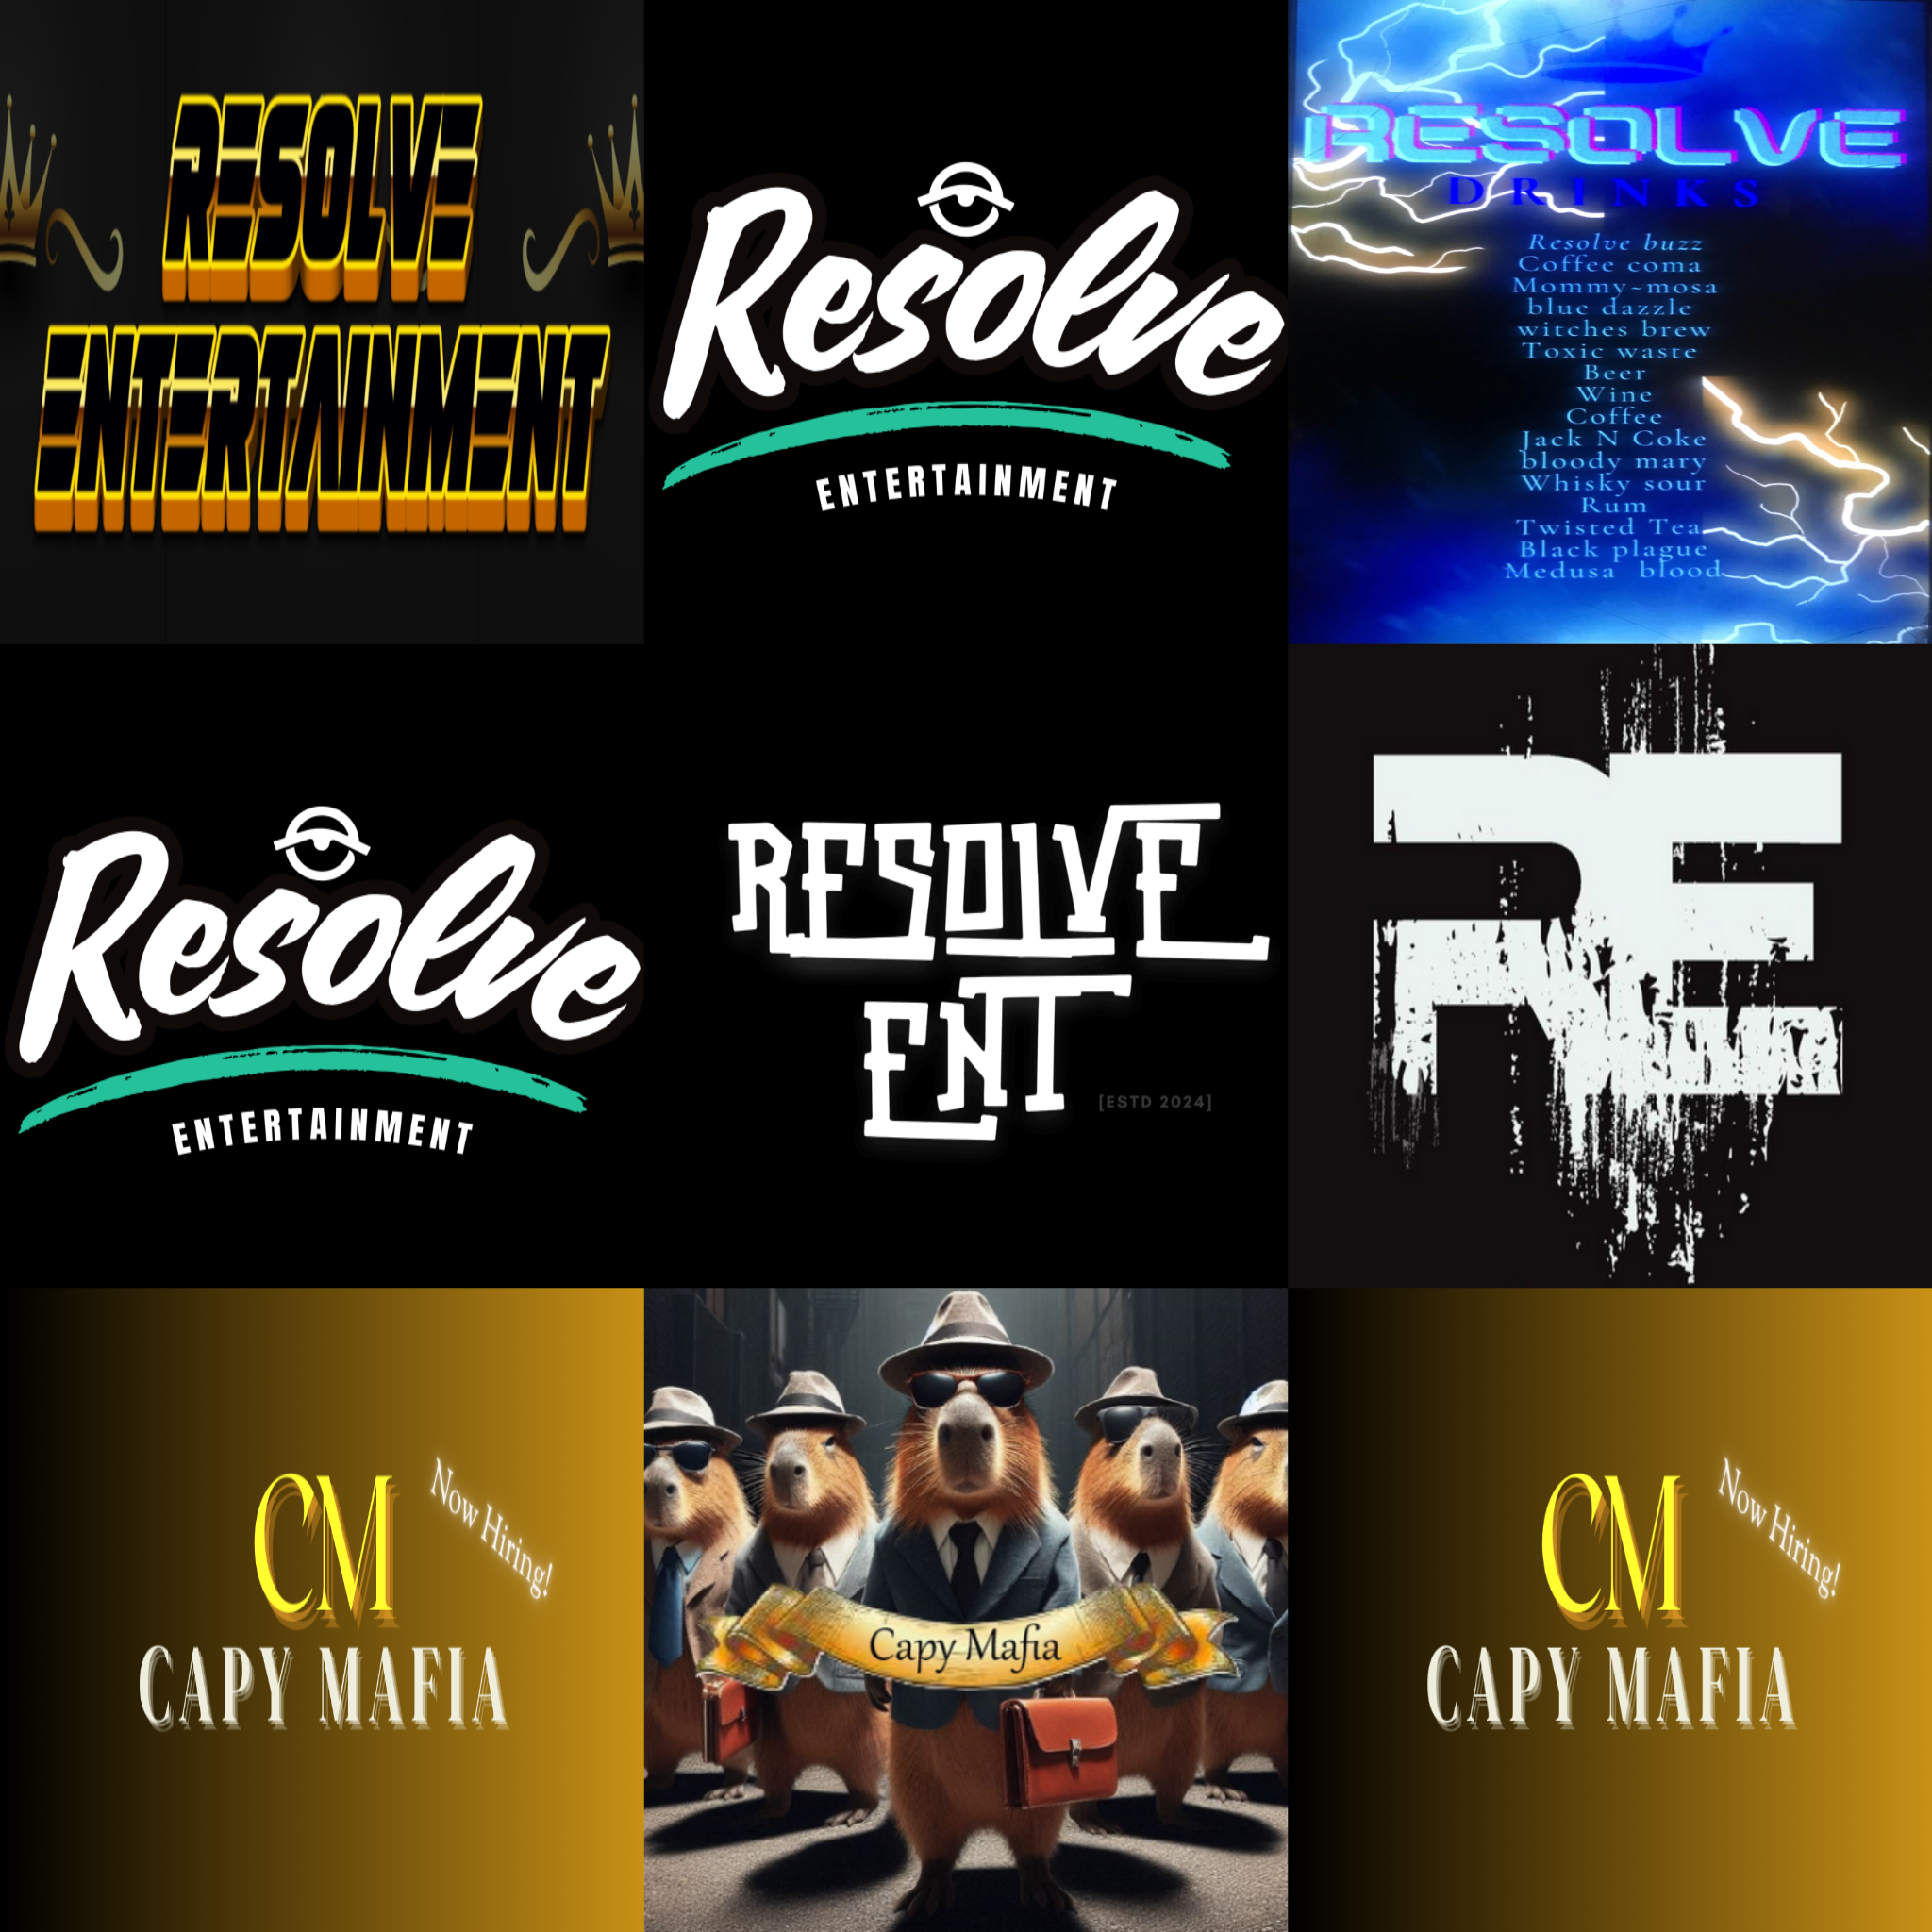 RESOLVE
ENTERTAINMENT
Resolve
ENTERTAINMENT
RESOLVE
DRINKS
Resolve buzz
Coffee coma
Mommy~mosa
blue dazzle
witches brew
Toxic waste
Beer
Wine
Coffee
Jack N Coke
bloody mary
Whisky sour
Rum
Twisted Tea
Black plague
Medusa blood
Resolve
ENTERTAINMENT
RESOLVE
ENT
[ESTD 2024]
RE
CM
Now Hiring!
CAPY MAFIA
Capy Mafia
CM
Now Hiring!
CAPY MAFIA